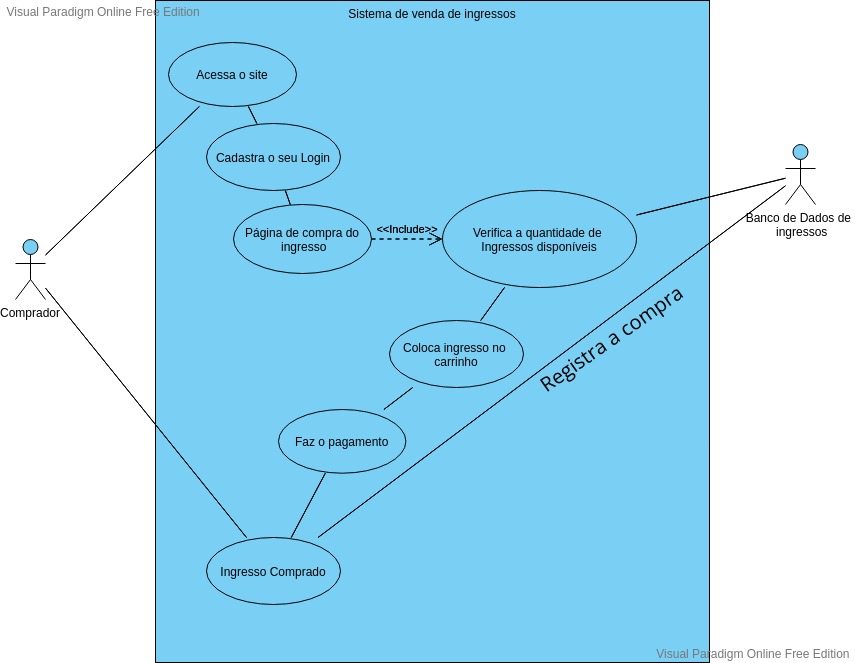 Visual Paradigm Online Free Edition
Sistema de venda de ingressos
Acessa o site
Cadastra o seu Login
Página de compra do
ingresso
<<Include>>
Verifica a quantidade de
Ingressos disponíveis
Banco de Dados de
ingressos
Comprador
Coloca ingresso no
carrinho
Registra a compra
Faz o pagamento
Ingresso Comprado
Visual Paradigm Online Free Edition